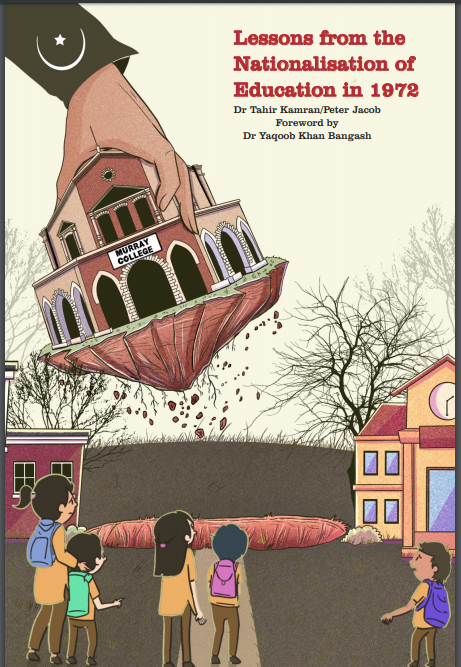 Lessons from the
Nationalisation of
Education in 1972
Dr Tahir Kamran/Peter Jacob
Foreword by
Dr Yaqoob Khan Bangash
MURRAY
COLLEGE